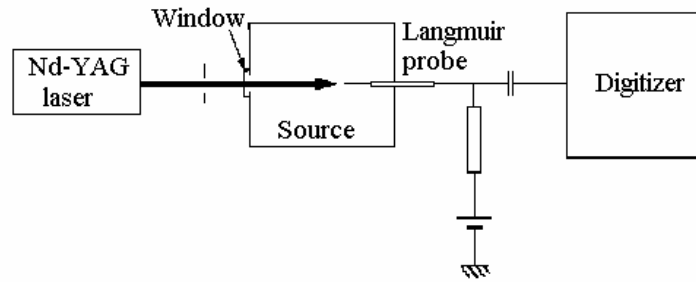 Window
Nd-YAG
laser
Source
Langmuir
probe
Digitizer